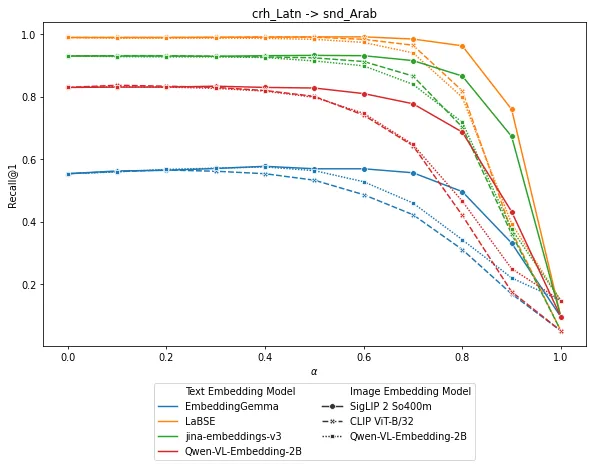 crh_Latn -> snd_Arab
Recall@1
1.0
0.8
0.6
0.4
0.2
0.0 0.2 0.4 0.6 0.8 1.0
α
Text Embedding Model
EmbeddingGemma
LaBSE
jina-embeddings-v3
Qwen-VL-Embedding-2B
Image Embedding Model
SigLIP 2 So400m
CLIP ViT-B/32
Qwen-VL-Embedding-2B